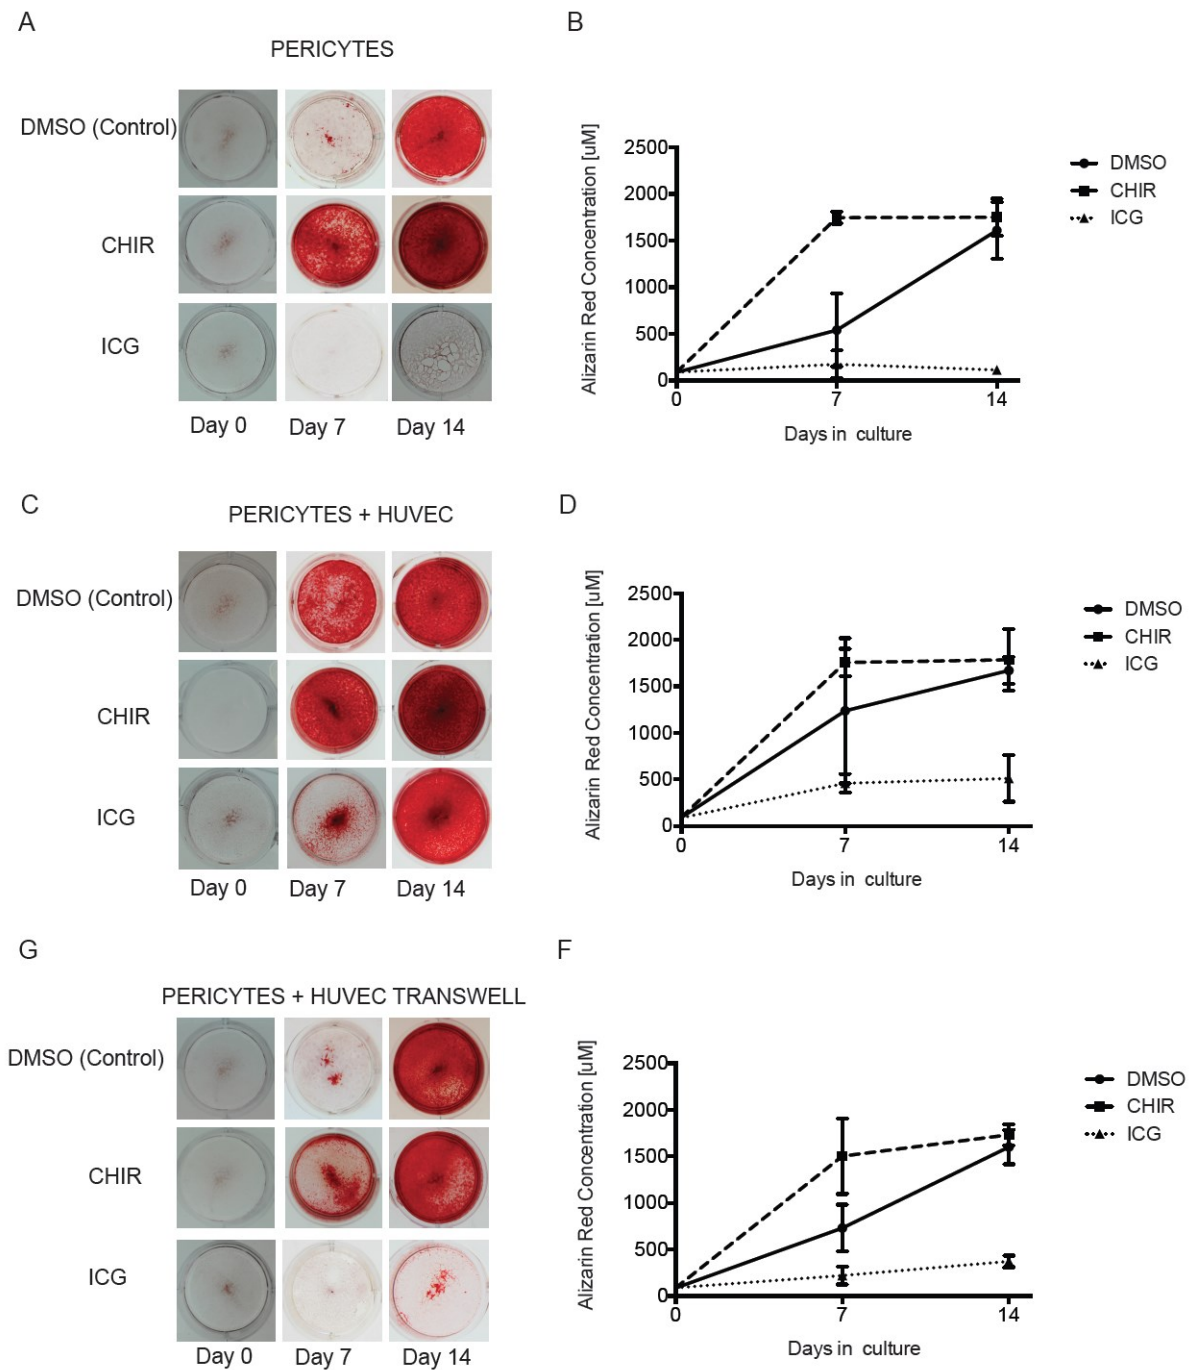 A
PERICYTES
DMSO (Control)
CHIR
ICG
Day 0 Day 7 Day 14
B
Alizarin Red Concentration [uM]
2500
2000
1500
1000
500
0
0 7 14
Days in culture
DMSO
CHIR
ICG
C
PERICYTES + HUVEC
DMSO (Control)
CHIR
ICG
Day 0 Day 7 Day 14
D
Alizarin Red Concentration [uM]
2500
2000
1500
1000
500
0
0 7 14
Days in culture
DMSO
CHIR
ICG
G
PERICYTES + HUVEC TRANSWELL
DMSO (Control)
CHIR
ICG
Day 0 Day 7 Day 14
F
Alizarin Red Concentration [uM]
2500
2000
1500
1000
500
0
0 7 14
Days in culture
DMSO
CHIR
ICG